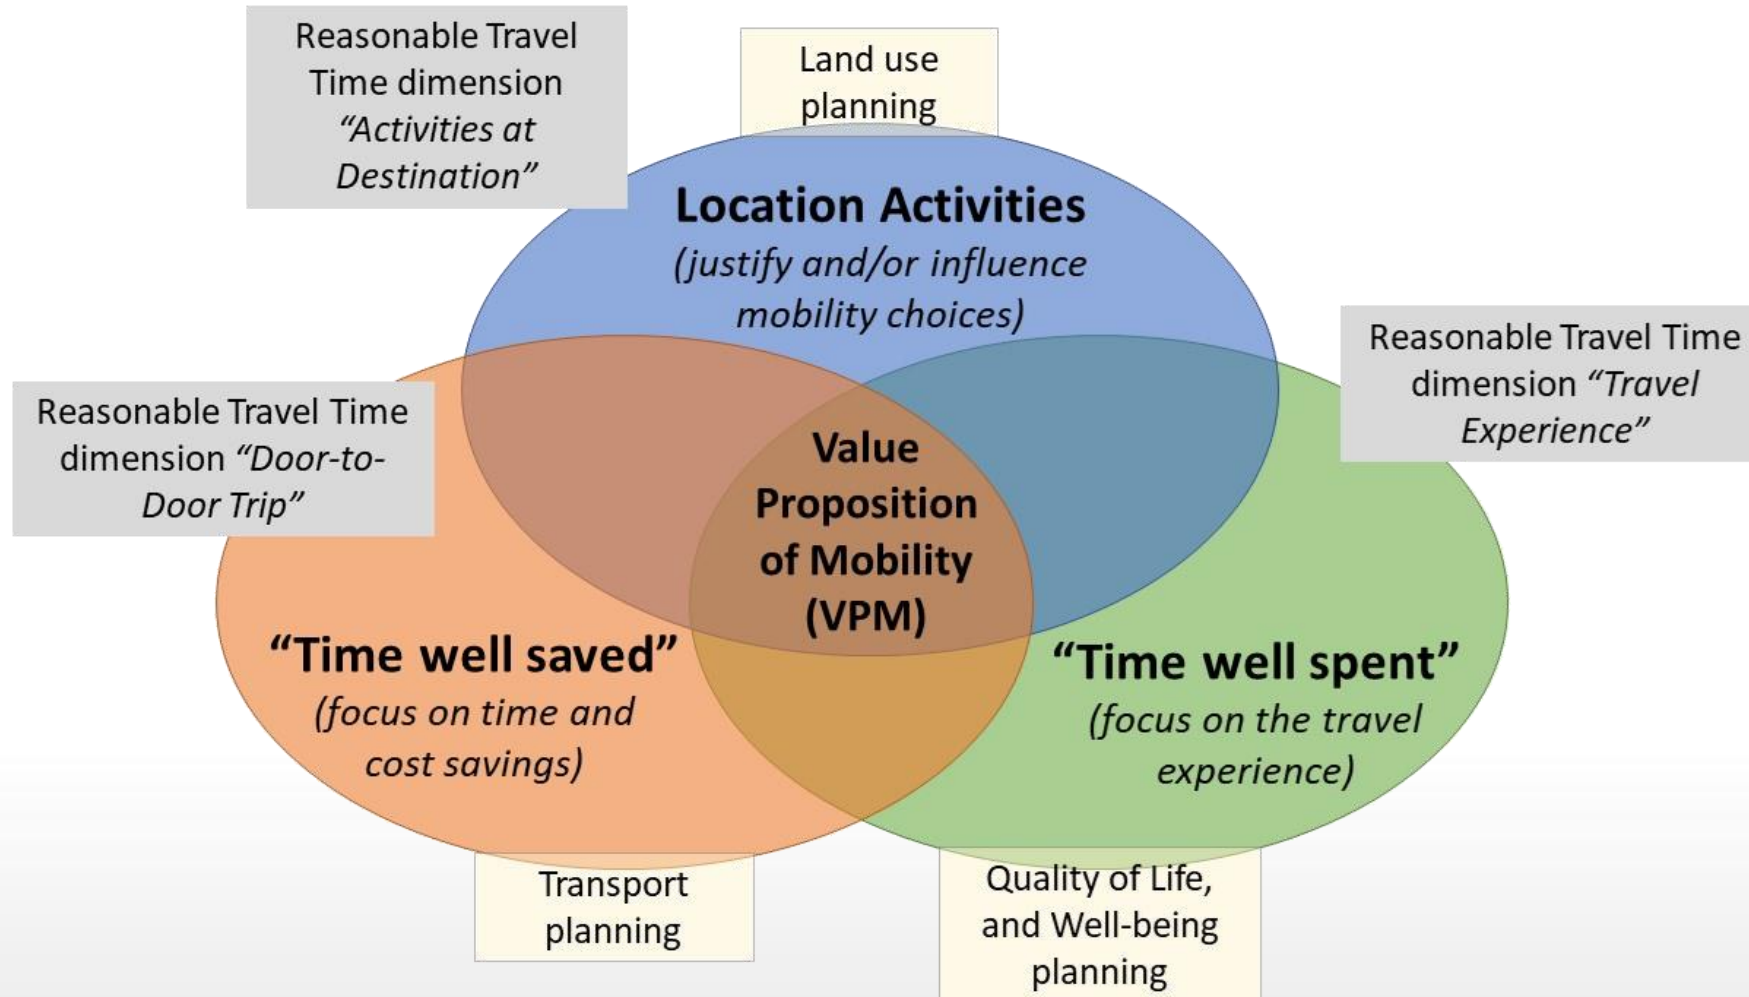 Reasonable Travel
Time dimension
“Activities at
Destination”
Land use
planning
Location Activities
(justify and/or influence
mobility choices)
Reasonable Travel Time
dimension “Travel
Experience”
Reasonable Travel Time
dimension “Door-to-
Door Trip”
Value
Proposition
of Mobility
(VPM)
“Time well saved”
(focus on time and
cost savings)
“Time well spent”
(focus on the travel
experience)
Transport
planning
Quality of Life,
and Well-being
planning